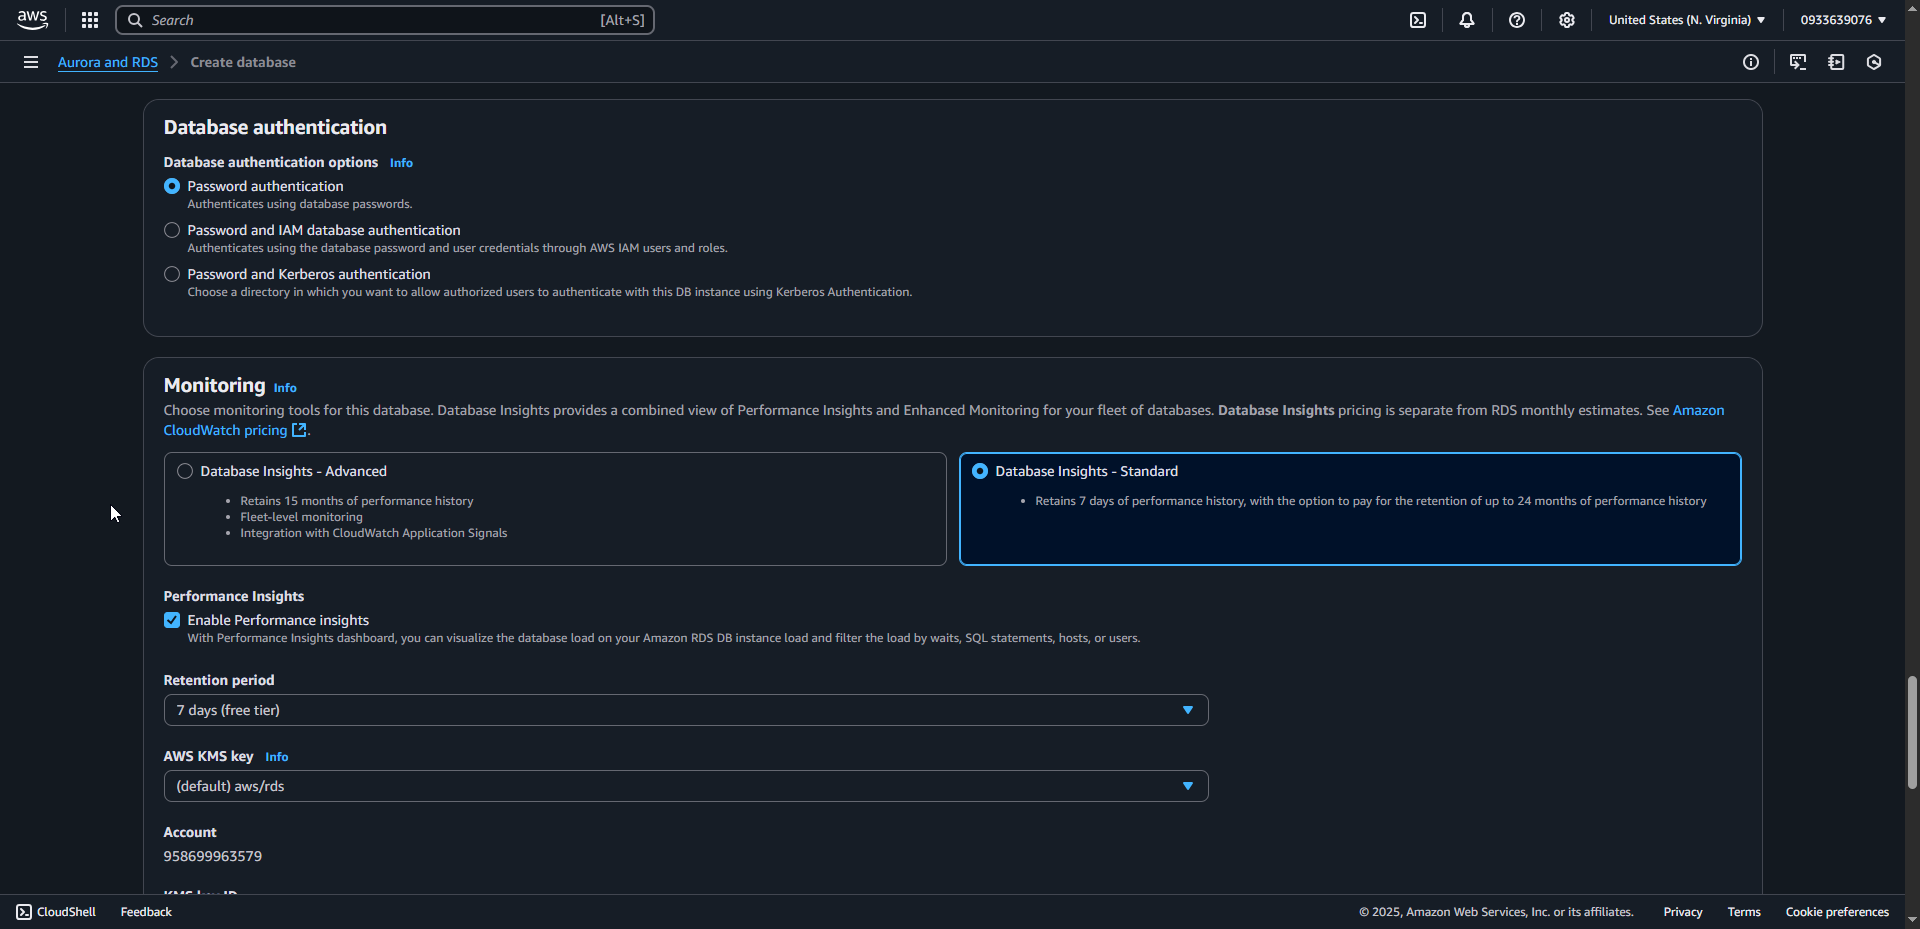 aws
Search
[Alt+S]
United States (N. Virginia)
0933639076
Aurora and RDS
Create database
Database authentication
Database authentication options Info
Password authentication
Authenticates using database passwords.
Password and IAM database authentication
Authenticates using the database password and user credentials through AWS IAM users and roles.
Password and Kerberos authentication
Choose a directory in which you want to allow authorized users to authenticate with this DB instance using Kerberos Authentication.
Monitoring Info
Choose monitoring tools for this database. Database Insights provides a combined view of Performance Insights and Enhanced Monitoring for your fleet of databases. Database Insights pricing is separate from RDS monthly estimates. See Amazon
CloudWatch pricing .
Database Insights - Advanced
• Retains 15 months of performance history
• Fleet-level monitoring
• Integration with CloudWatch Application Signals
Database Insights - Standard
• Retains 7 days of performance history, with the option to pay for the retention of up to 24 months of performance history
Performance Insights
Enable Performance insights
With Performance Insights dashboard, you can visualize the database load on your Amazon RDS DB instance load and filter the load by waits, SQL statements, hosts, or users.
Retention period
7 days (free tier)
AWS KMS key Info
(default) aws/rds
Account
958699963579
KMS key ID
CloudShell
Feedback
© 2025, Amazon Web Services, Inc. or its affiliates.
Privacy
Terms
Cookie preferences